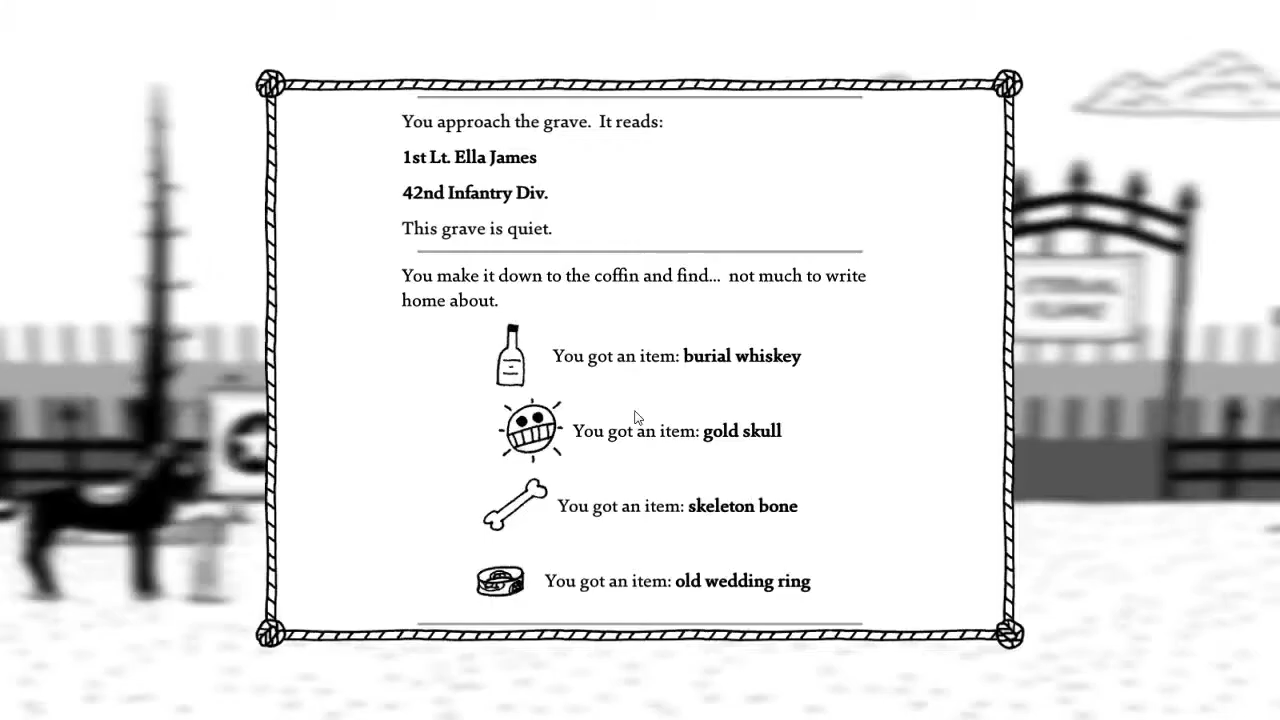 You approach the grave.  It reads:
1st Lt. Ella James
42nd Infantry Div.
This grave is quiet.
You make it down to the coffin and find...  not much to write
home about.
You got an item: burial whiskey
You got an item: gold skull
You got an item: skeleton bone
You got an item: old wedding ring